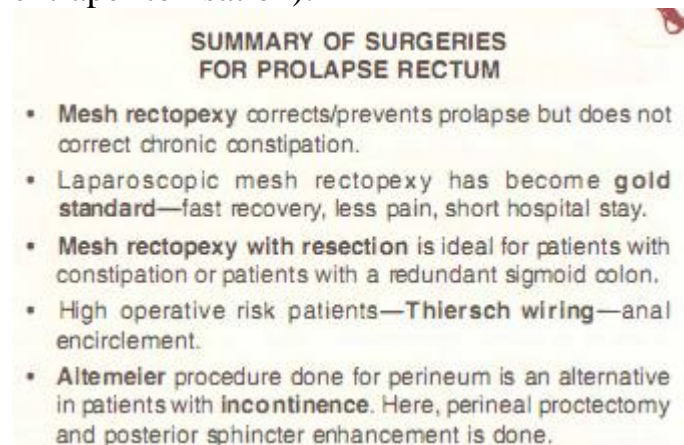 SUMMARY OF SURGERIES
FOR PROLAPSE RECTUM
• Mesh rectopexy corrects/prevents prolapse but does not
correct chronic constipation.
• Laparoscopic mesh rectopexy has become gold
standard—fast recovery, less pain, short hospital stay.
• Mesh rectopexy with resection is ideal for patients with
constipation or patients with a redundant sigmoid colon.
• High operative risk patients—Thiersch wiring—anal
encirclement.
• Altemeier procedure done for perineum is an alternative
in patients with incontinence. Here, perineal proctectomy
and posterior sphincter enhancement is done.